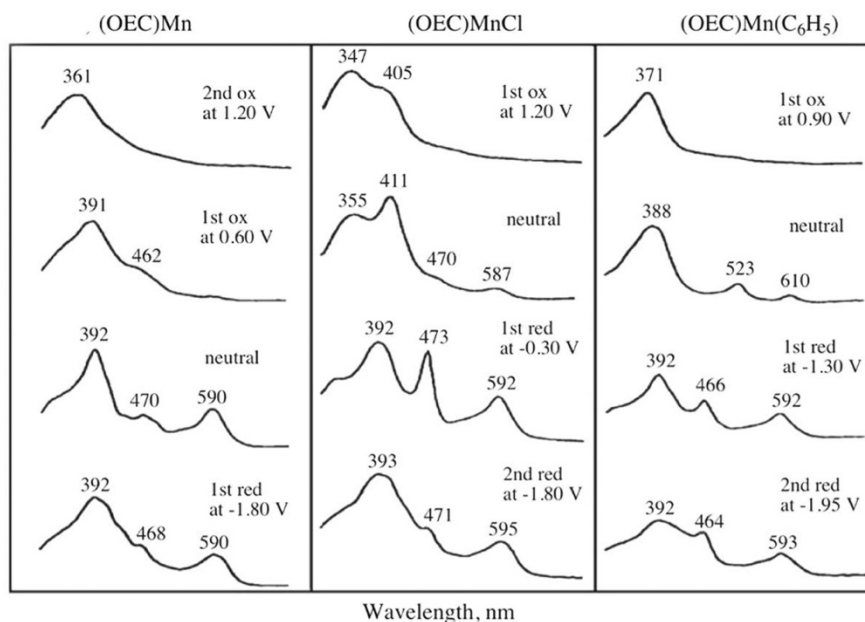 (OEC)Mn
(OEC)MnCl
(OEC)Mn(C₆H₅)
361
2nd ox
at 1.20 V
391
462
1st ox
at 0.60 V
392
470
590
neutral
392
468
590
1st red
at -1.80 V
347
405
1st ox
at 1.20 V
355
411
470
587
neutral
392
473
592
1st red
at -0.30 V
393
471
595
2nd red
at -1.80 V
371
1st ox
at 0.90 V
388
523
610
neutral
392
466
592
1st red
at -1.30 V
392
464
593
2nd red
at -1.95 V
Wavelength, nm